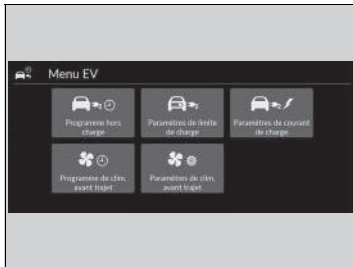 Menu EV
Programme hors
charge
Paramètres de limite
de charge
Paramètres de courant
de charge
Programme de clim.
avant trajet
Paramètres de clim.
avant trajet